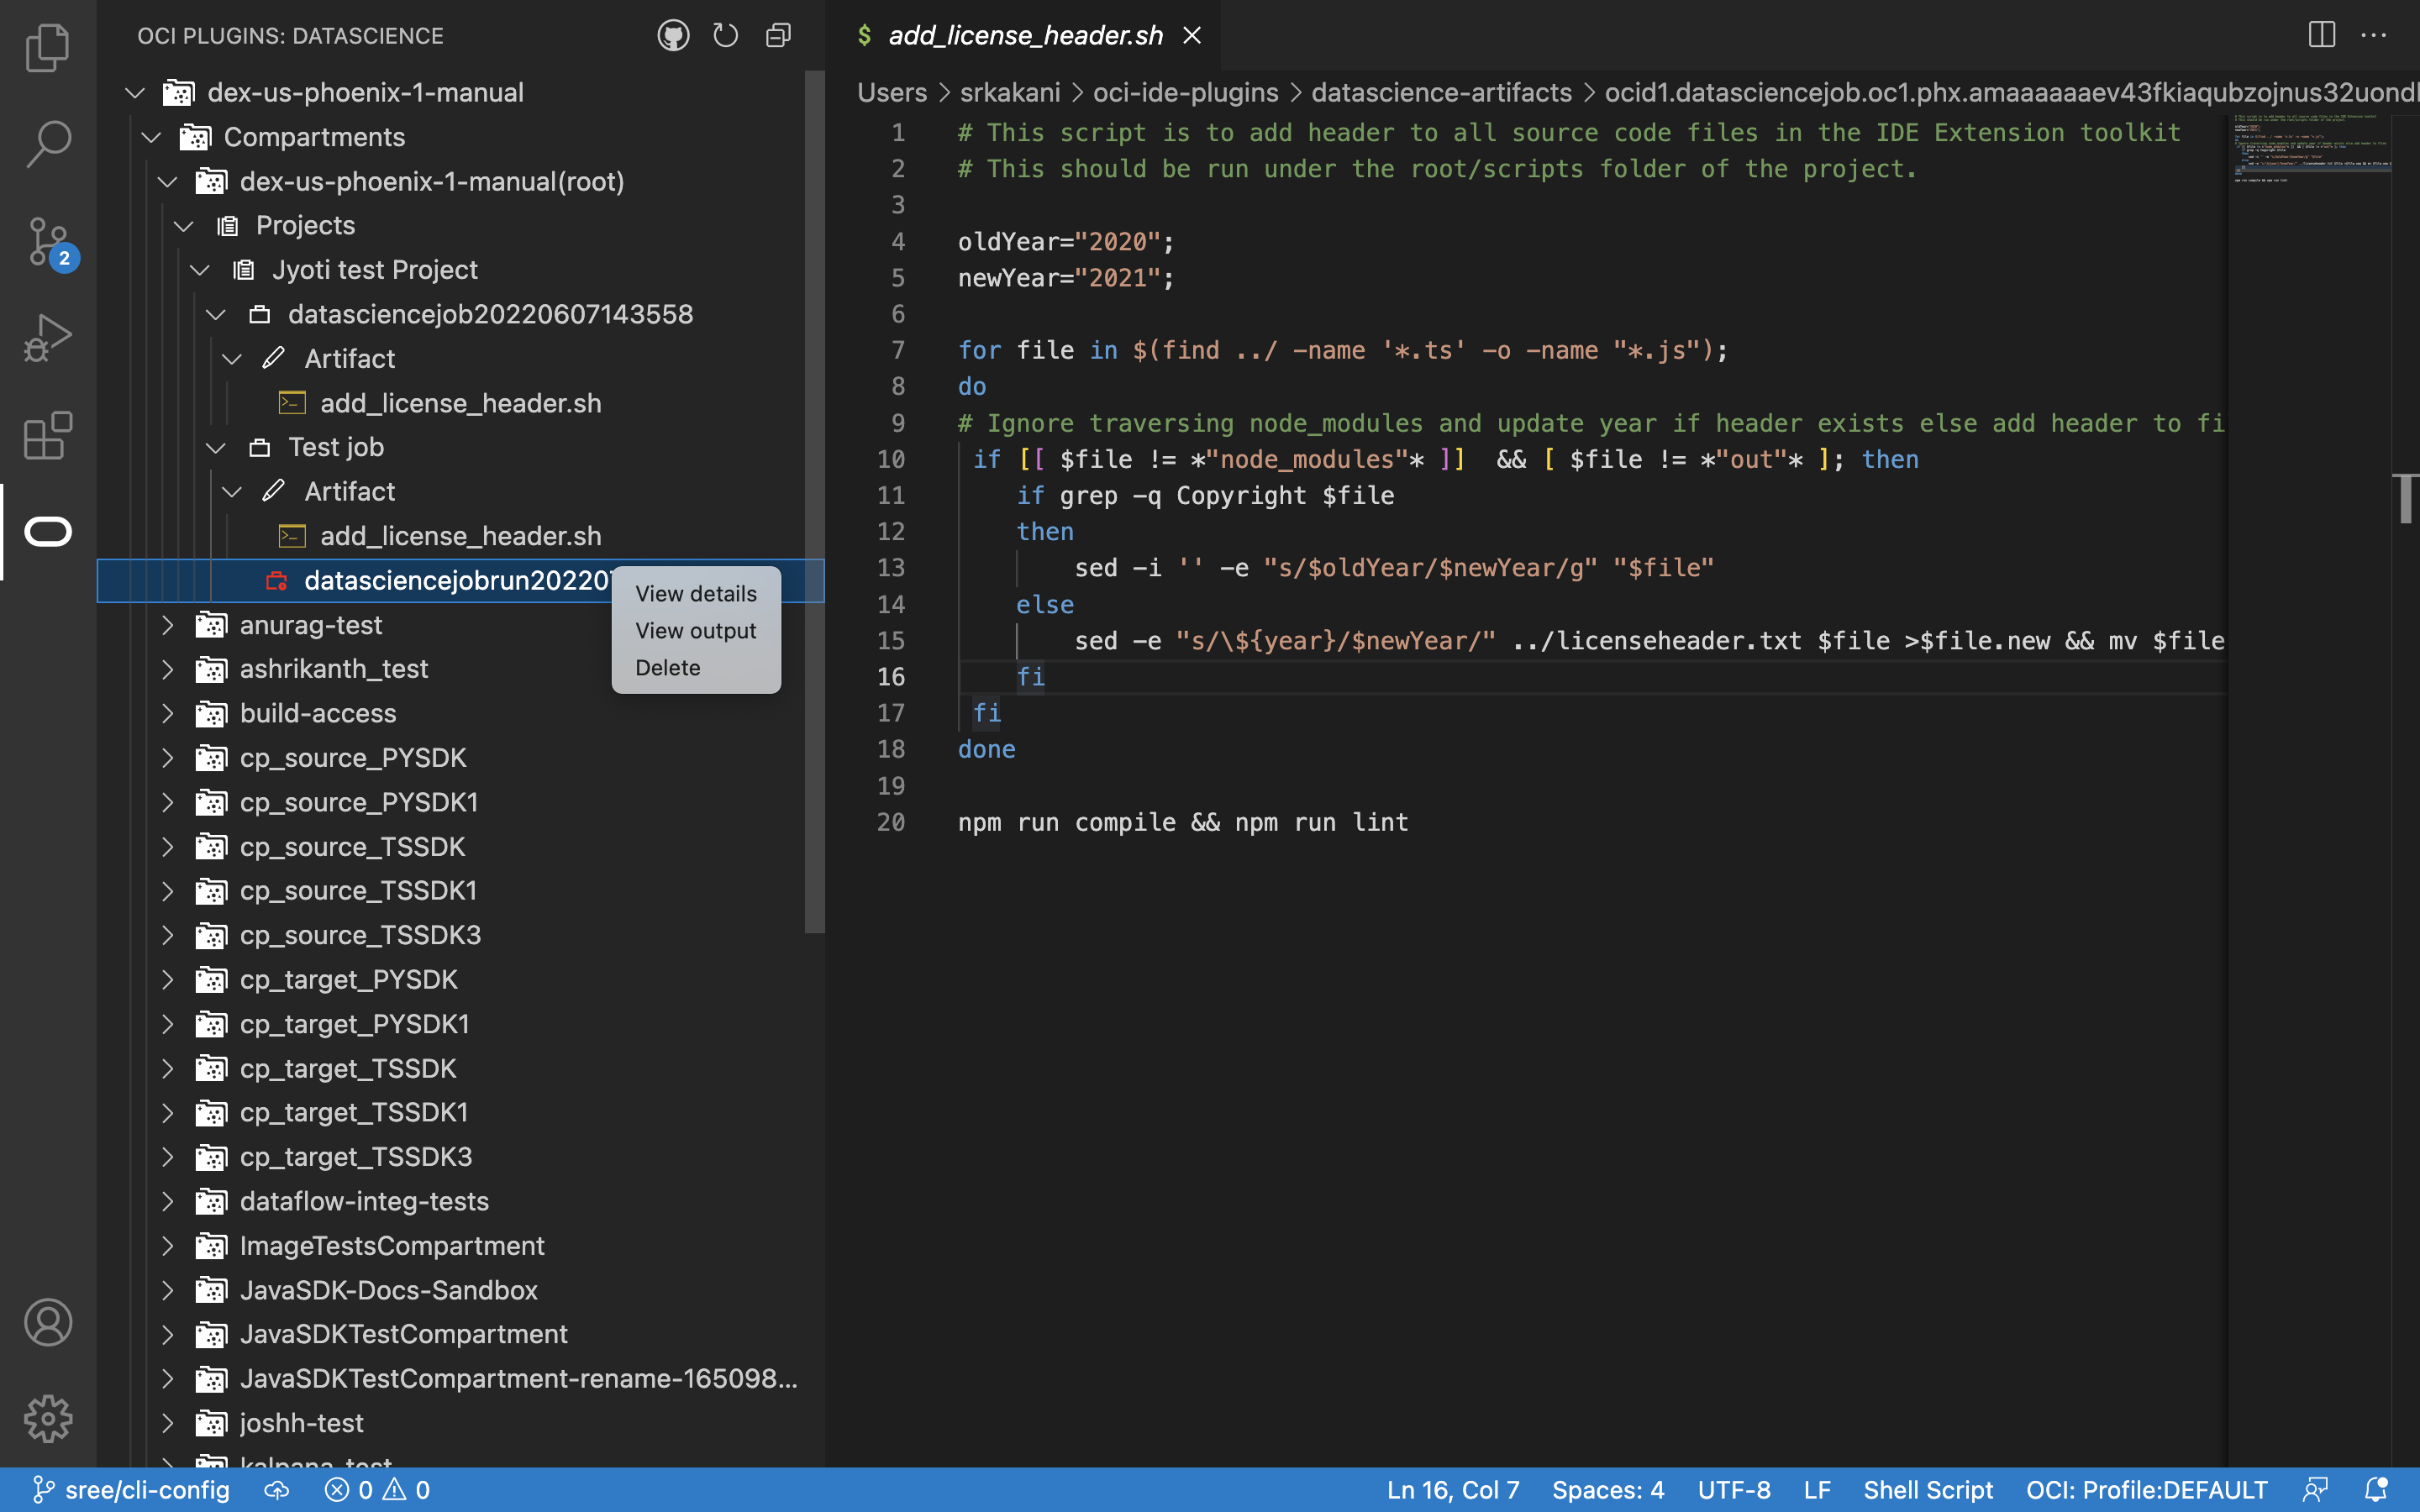 OCI PLUGINS: DATASCIENCE
dex-us-phoenix-1-manual
Compartments
dex-us-phoenix-1-manual(root)
Projects
Jyoti test Project
datasciencejob20220607143558
Artifact
add_license_header.sh
Test job
Artifact
add_license_header.sh
datasciencejobrun20220
View details
View output
Delete
anurag-test
ashrikanth_test
build-access
cp_source_PYSDK
cp_source_PYSDK1
cp_source_TSSDK
cp_source_TSSDK1
cp_source_TSSDK3
cp_target_PYSDK
cp_target_PYSDK1
cp_target_TSSDK
cp_target_TSSDK1
cp_target_TSSDK3
dataflow-integ-tests
ImageTestsCompartment
JavaSDK-Docs-Sandbox
JavaSDKTestCompartment
JavaSDKTestCompartment-rename-165098...
joshh-test
kalpana_test
2
$ add_license_header.sh
Users > srkakani > oci-ide-plugins > datascience-artifacts > ocid1.datasciencejob.oc1.phx.amaaaaaaev43fkiaqubzojnus32uondl
1 # This script is to add header to all source code files in the IDE Extension toolkit
2 # This should be run under the root/scripts folder of the project.
3
4 oldYear="2020";
5 newYear="2021";
6
7 for file in $(find ../ -name '*.ts' -o -name "*.js");
8 do
9 # Ignore traversing node_modules and update year if header exists else add header to fi
10 if [[ $file != *"node_modules"* ]] && [ $file != *"out"* ]; then
11 if grep -q Copyright $file
12 then
13 sed -i '' -e "s/$oldYear/$newYear/g" "$file"
14 else
15 sed -e "s/\${year}/$newYear/" ../licenseheader.txt $file >$file.new && mv $file
16 fi
17 fi
18 done
19
20 npm run compile && npm run lint
sree/cli-config 0 0 Ln 16, Col 7 Spaces: 4 UTF-8 LF Shell Script OCI: Profile:DEFAULT